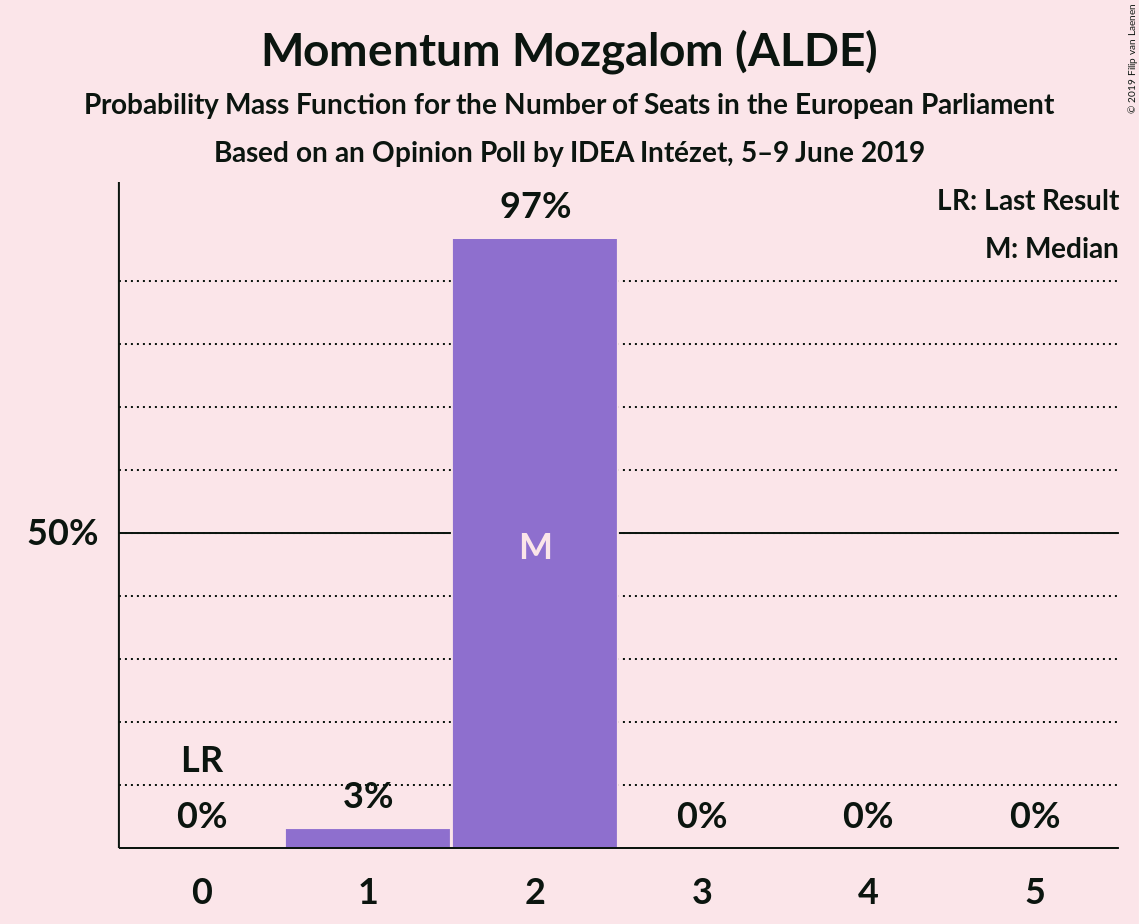 Momentum Mozgalom (ALDE)
Probability Mass Function for the Number of Seats in the European Parliament
Based on an Opinion Poll by IDEA Intézet, 5–9 June 2019
© 2019 Filip van Laenen
LR: Last Result
M: Median
97%
50%
M
LR
0%
3%
0%
0%
0%
0
1
2
3
4
5